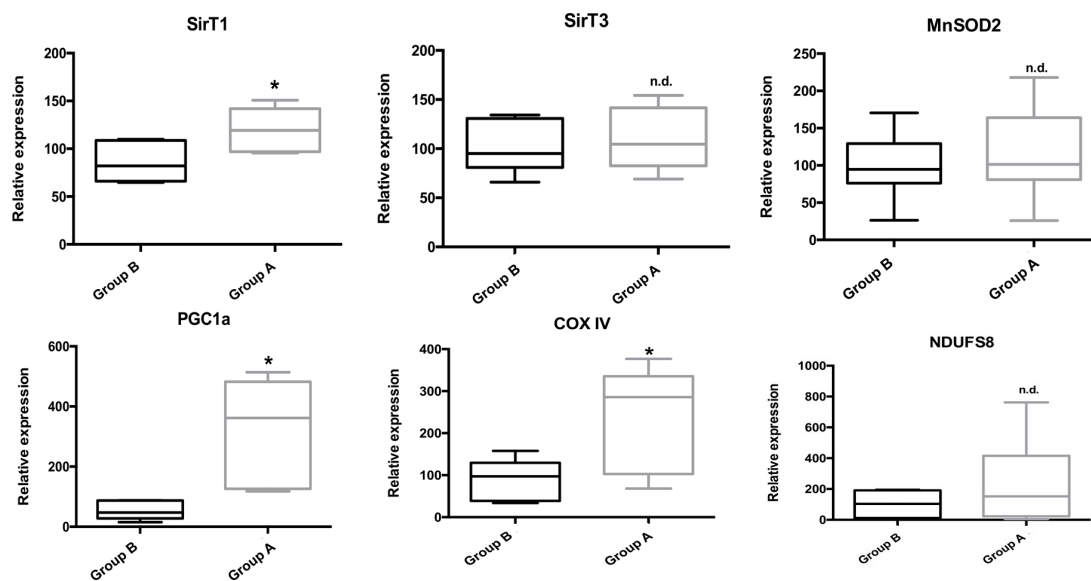 SirT1
Relative expression
200
150
100
50
0
*
Group B
Group A
SirT3
Relative expression
200
150
100
50
0
n.d.
Group B
Group A
MnSOD2
Relative expression
250
200
150
100
50
0
n.d.
Group B
Group A
PGC1a
Relative expression
600
400
200
0
*
Group B
Group A
COX IV
Relative expression
400
300
200
100
0
*
Group B
Group A
NDUFS8
Relative expression
1000
800
600
400
200
0
n.d.
Group B
Group A